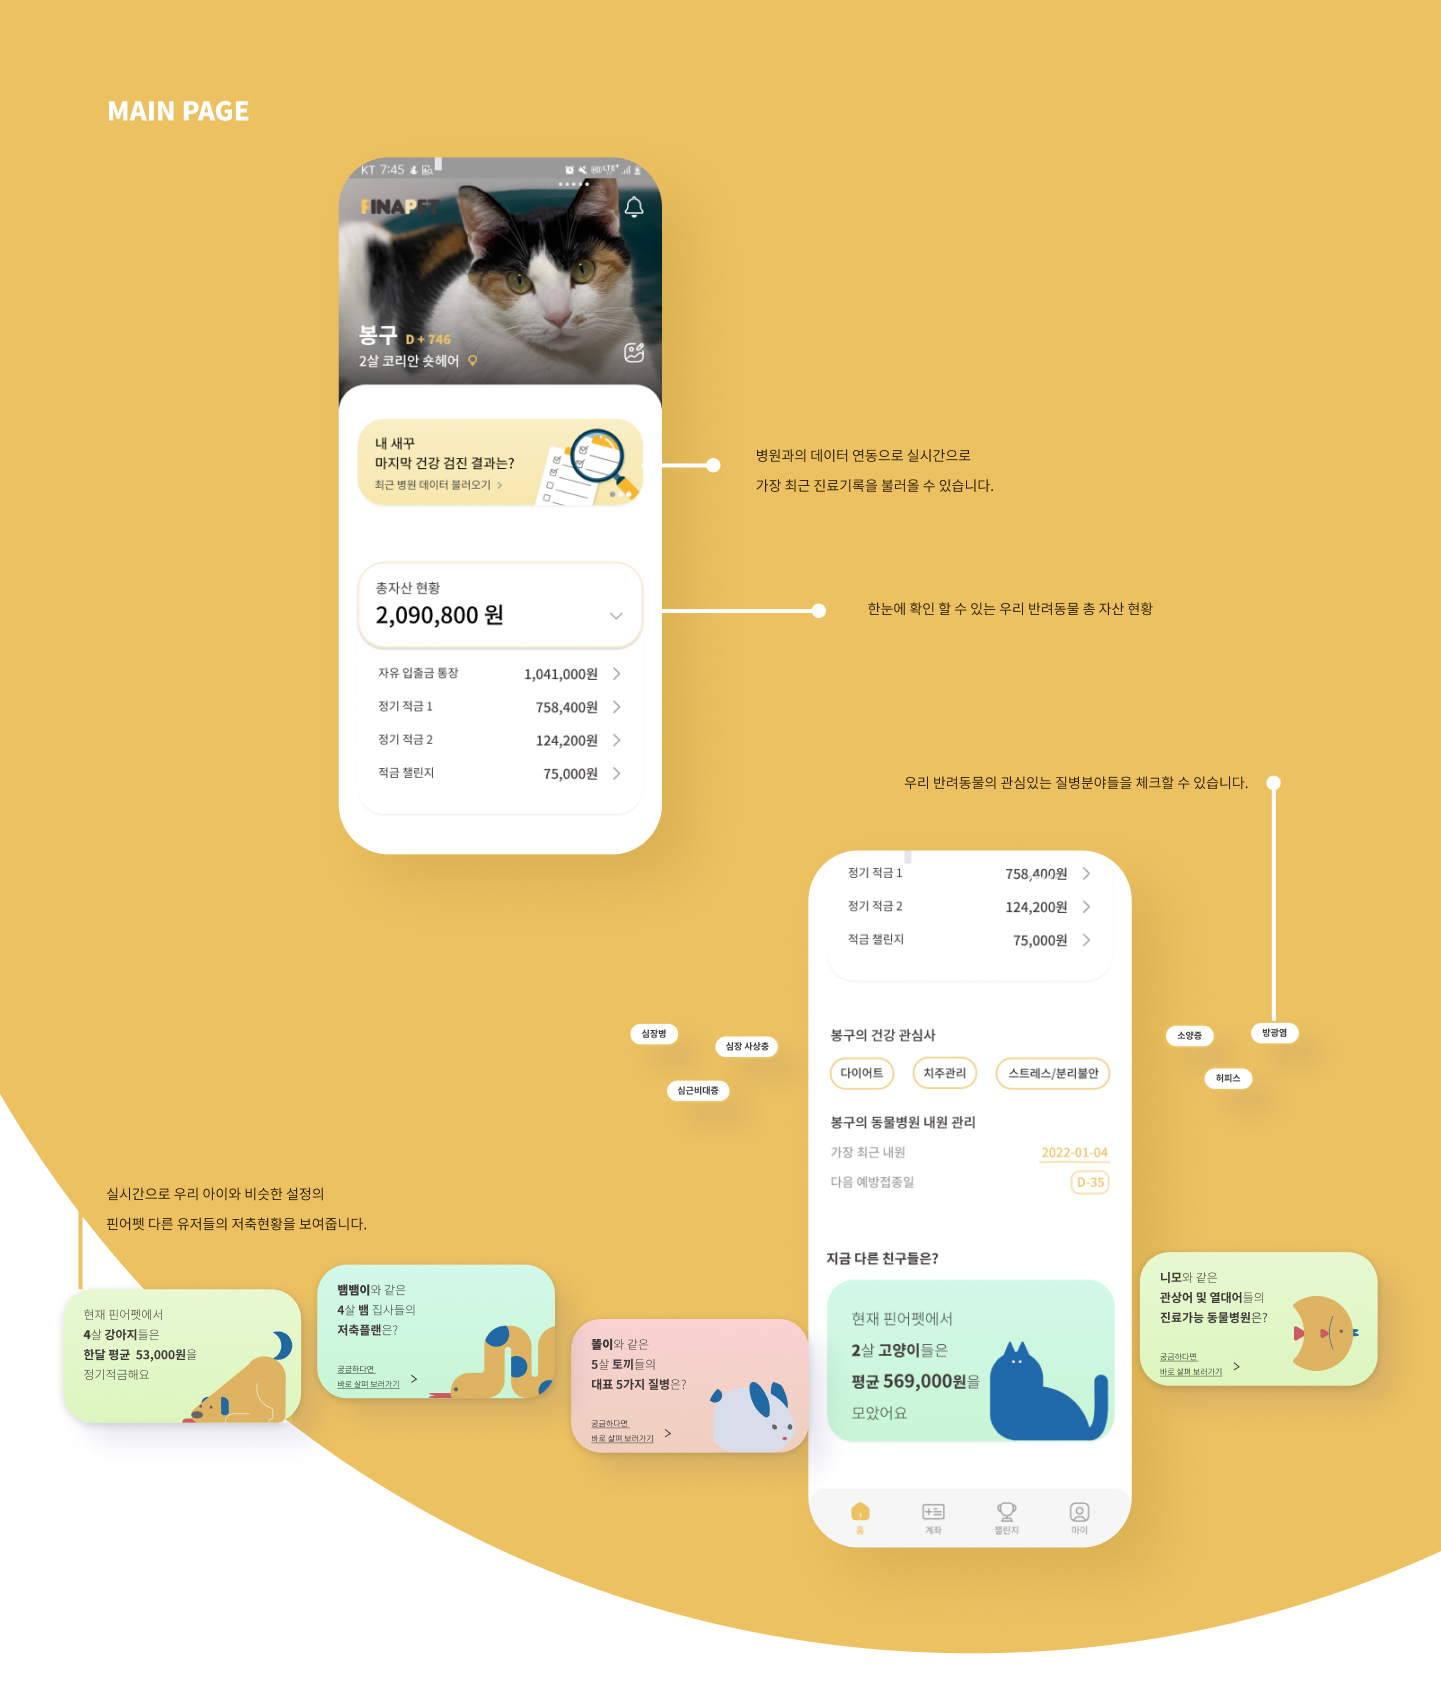 MAIN PAGE
KT 7:45
FINAPET
봉구 D + 746
2살 코리안 숏헤어
내 새꾸
마지막 건강 검진 결과는?
최근 병원 데이터 불러오기 >
병원과의 데이터 연동으로 실시간으로
가장 최근 진료기록을 불러올 수 있습니다.
총자산 현황
2,090,800 원
한눈에 확인 할 수 있는 우리 반려동물 총 자산 현황
자유 입출금 통장 1,041,000원
정기 적금 1 758,400원
정기 적금 2 124,200원
적금 챌린지 75,000원
우리 반려동물의 관심있는 질병분야들을 체크할 수 있습니다.
정기 적금 1 758,400원
정기 적금 2 124,200원
적금 챌린지 75,000원
심장병
심장 사상충
심근비대증
봉구의 건강 관심사
다이어트 치주관리 스트레스/분리불안
소양증
방광염
허피스
봉구의 동물병원 내원 관리
가장 최근 내원 2022-01-04
다음 예방접종일 D-35
실시간으로 우리 아이와 비슷한 설정의
핀어펫 다른 유저들의 저축현황을 보여줍니다.
현재 핀어펫에서
4살 강아지들은
한달 평균 53,000원을
정기적금해요
뱀뱀이와 같은
4살 뱀 집사들의
저축플랜은?
궁금하다면
바로 살펴 보러가기 >
똘이와 같은
5살 토끼들의
대표 5가지 질병은?
궁금하다면
바로 살펴 보러가기 >
지금 다른 친구들은?
현재 핀어펫에서
2살 고양이들은
평균 569,000원을
모았어요
니모와 같은
관상어 및 열대어들의
진료가능 동물병원은?
궁금하다면
바로 살펴 보러가기 >
홈 계좌 챌린지 마이